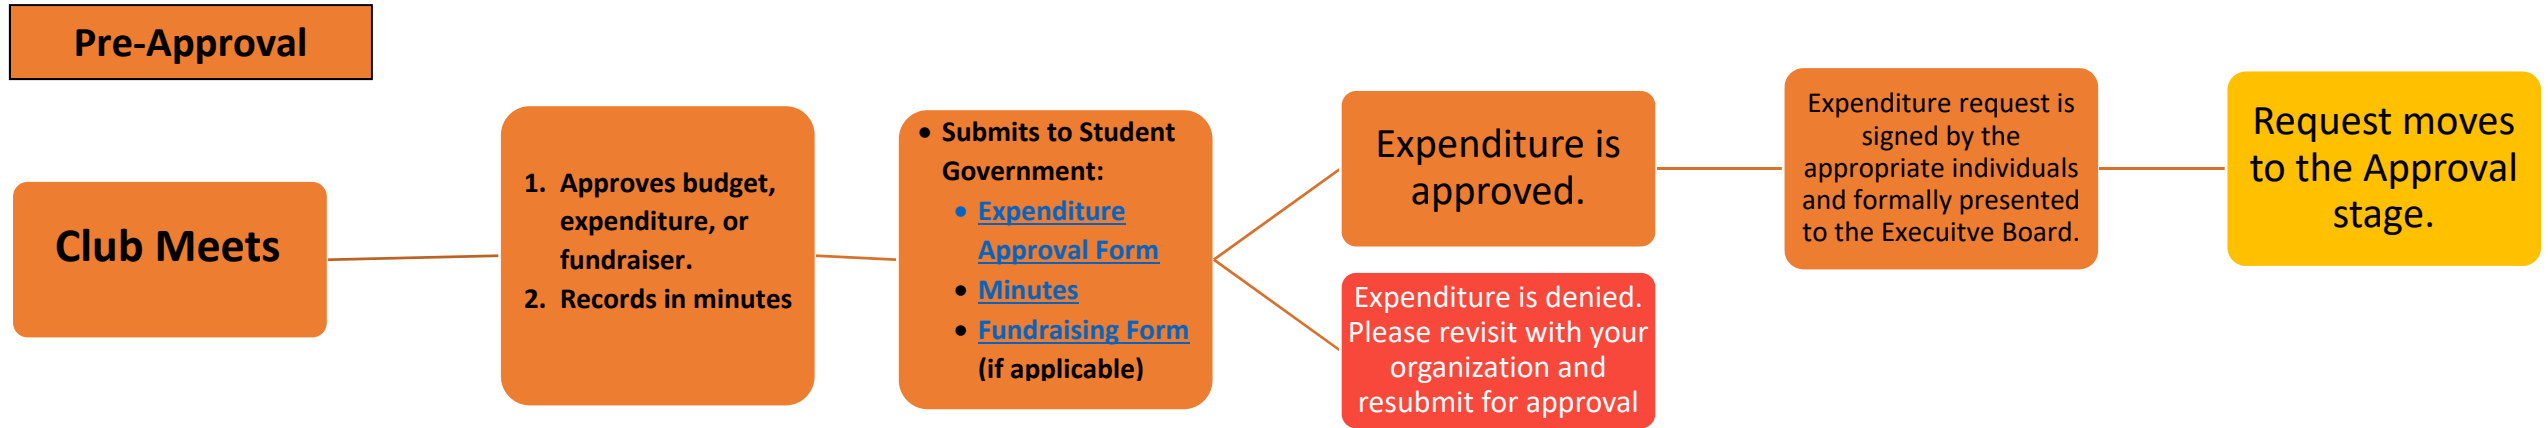 Pre-Approval
Club Meets
1. Approves budget,
expenditure, or
fundraiser.
2. Records in minutes
• Submits to Student
Government:
• Expenditure
Approval Form
• Minutes
• Fundraising Form
(if applicable)
Expenditure is
approved.
Expenditure is denied.
Please revisit with your
organization and
resubmit for approval
Expenditure request is
signed by the
appropriate individuals
and formally presented
to the Execuitve Board.
Request moves
to the Approval
stage.